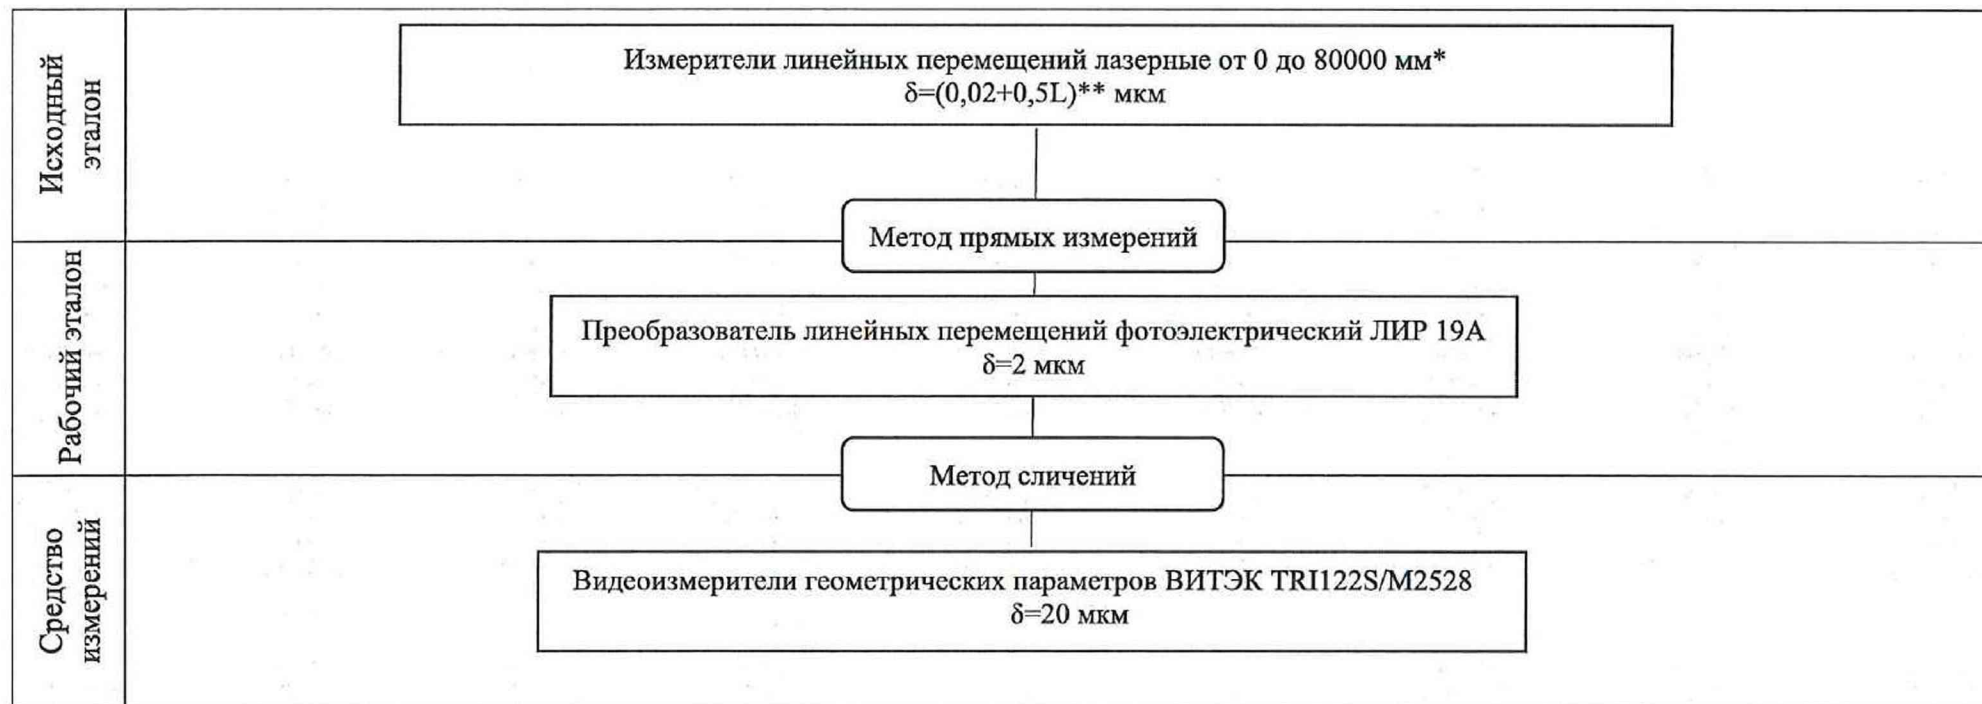 Исходный
эталон
Измерители линейных перемещений лазерные от 0 до 80000 мм*
δ=(0,02+0,5L)** мкм
Метод прямых измерений
Рабочий эталон
Преобразователь линейных перемещений фотоэлектрический ЛИР 19А
δ=2 мкм
Метод сличений
Средство
измерений
Видеоизмерители геометрических параметров ВИТЭК TRI122S/M2528
δ=20 мкм